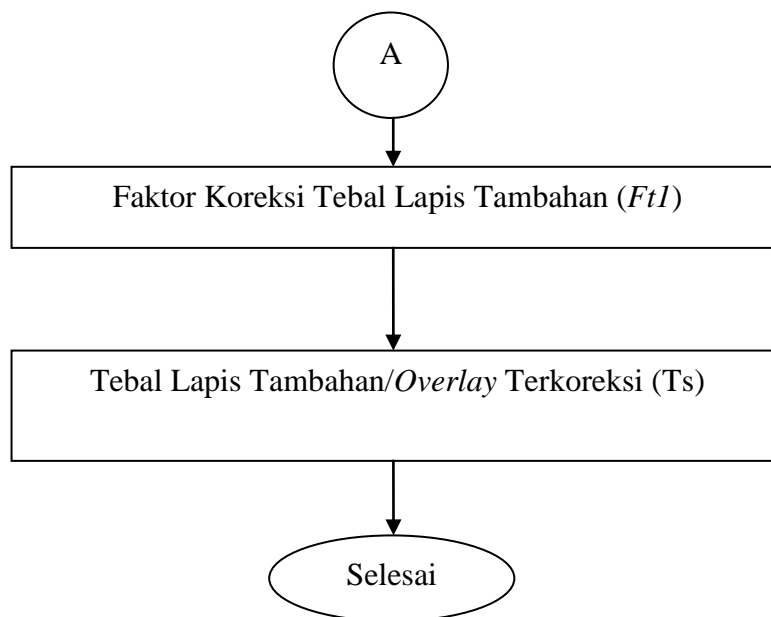 A
Faktor Koreksi Tebal Lapis Tambahan (Ft1)
Tebal Lapis Tambahan/Overlay Terkoreksi (Ts)
Selesai